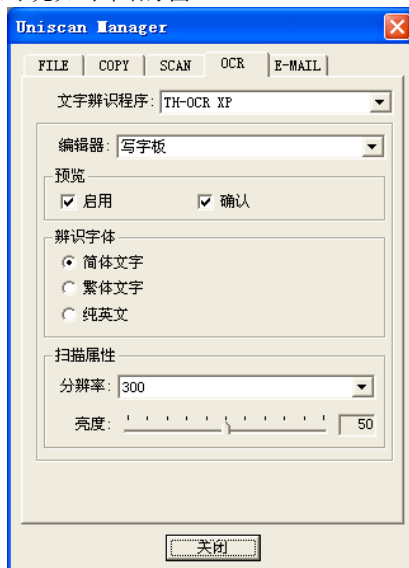 Uniscan Manager
FILE COPY SCAN OCR E-MAIL
文字辨识程序: TH-OCR XP
编辑器: 写字板
预览
启用 确认
辨识字体
简体文字
繁体文字
纯英文
扫描属性
分辨率: 300
亮度: 50
关闭